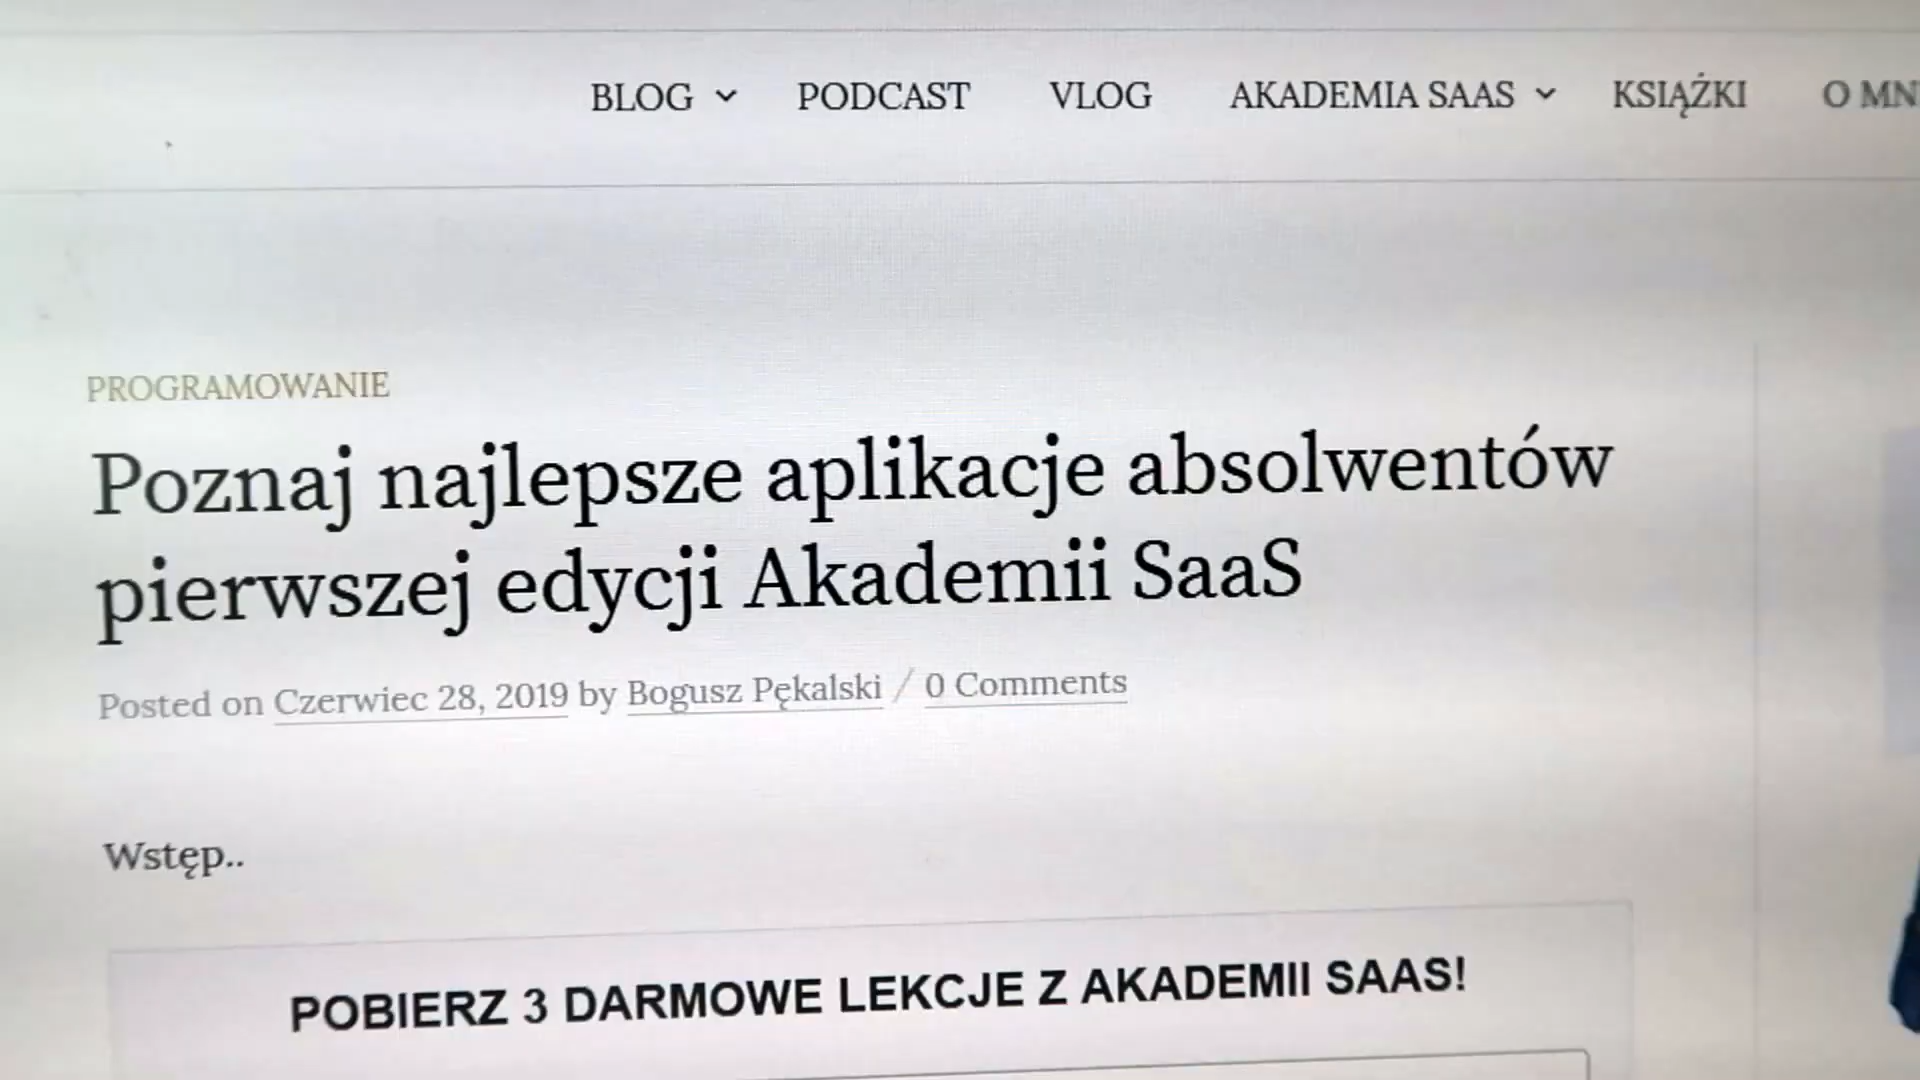 BLOG PODCAST VLOG AKADEMIA SAAS KSIĄŻKI O MN
PROGRAMOWANIE
Poznaj najlepsze aplikacje absolwentów
pierwszej edycji Akademii SaaS
Posted on Czerwiec 28, 2019 by Bogusz Pękalski / 0 Comments
Wstęp..
POBIERZ 3 DARMOWE LEKCJE Z AKADEMII SAAS!